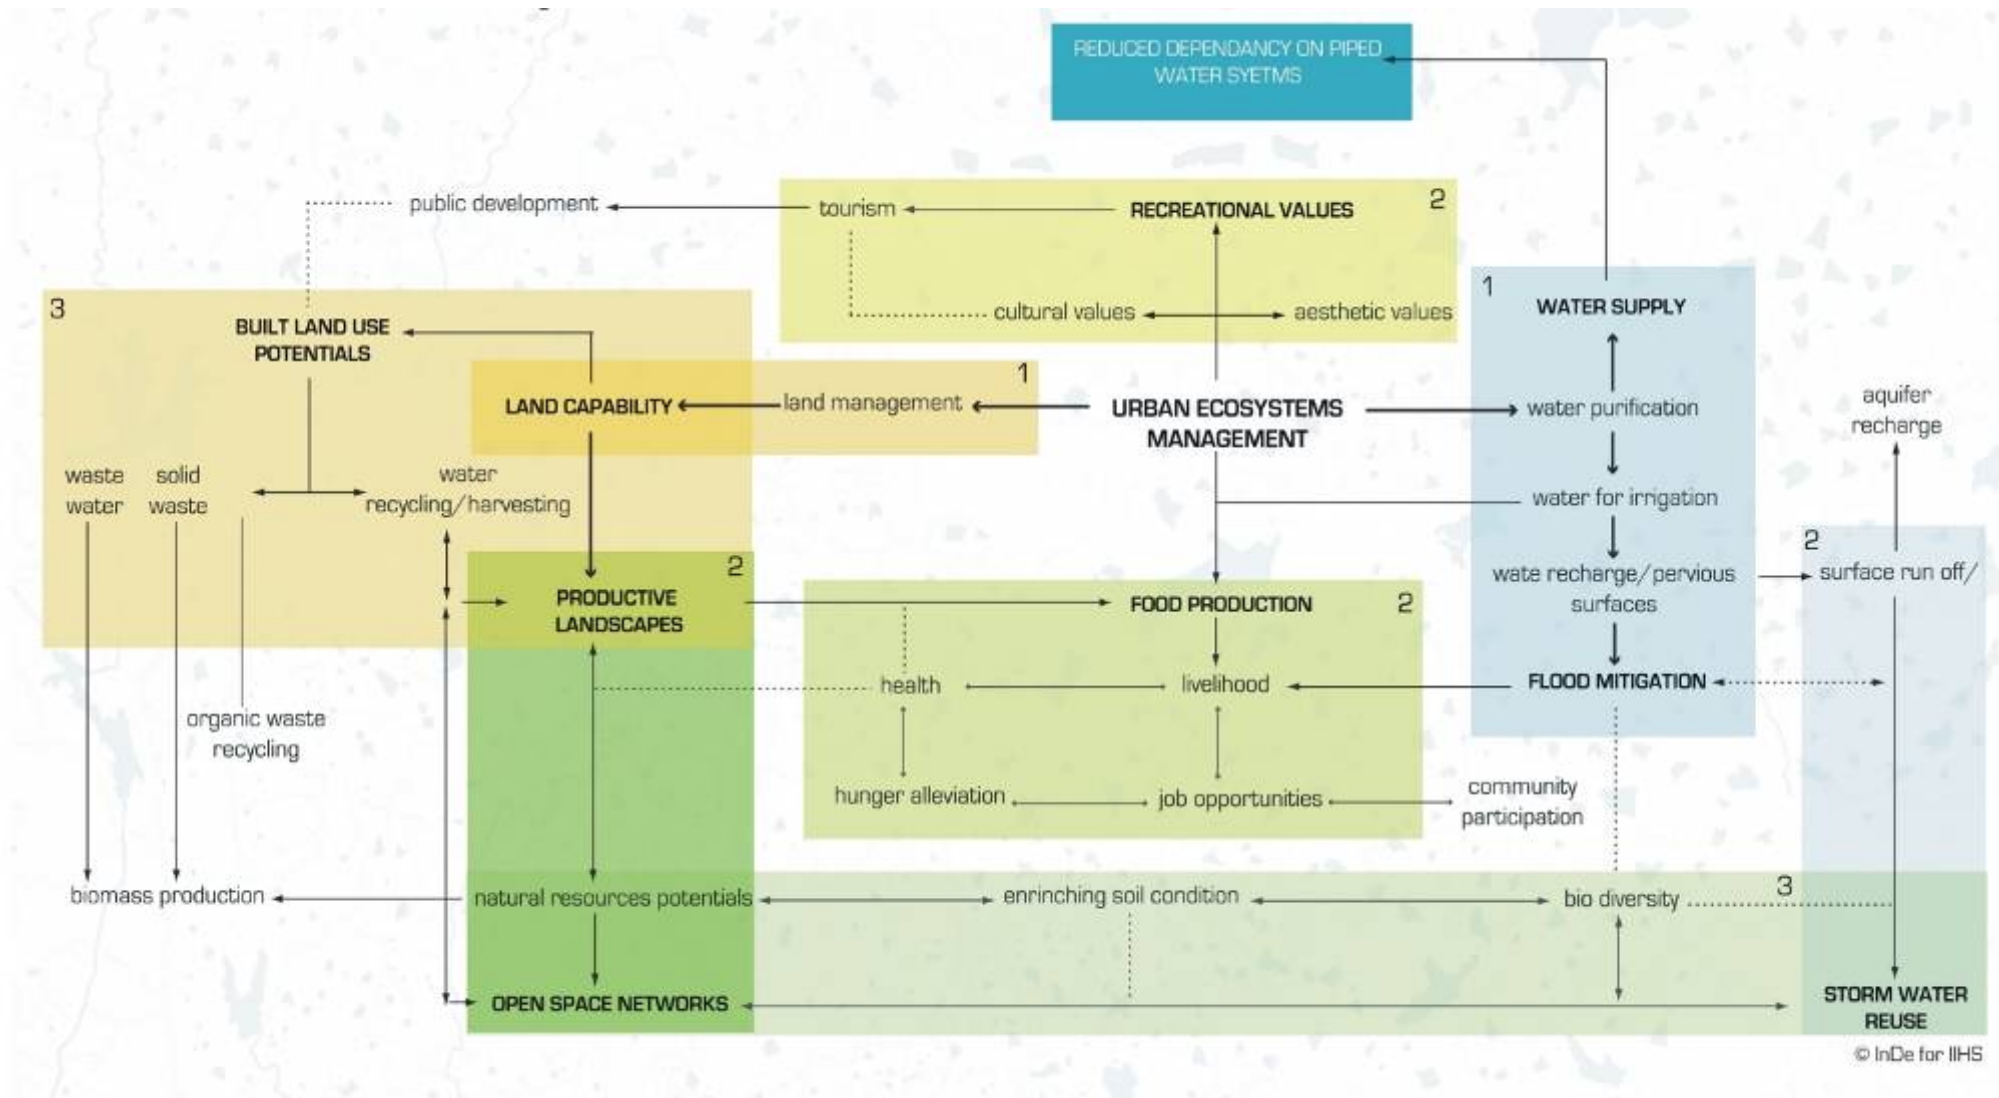 REDUCED DEPENDANCY ON PIPED
WATER SYETMS
public development
tourism
RECREATIONAL VALUES
2
cultural values
aesthetic values
3
BUILT LAND USE
POTENTIALS
1
WATER SUPPLY
LAND CAPABILITY
land management
1
URBAN ECOSYSTEMS
MANAGEMENT
water purification
aquifer
recharge
waste
water
solid
waste
water
recycling/harvesting
water for irrigation
2
PRODUCTIVE
LANDSCAPES
FOOD PRODUCTION
2
wate recharge/pervious
surfaces
2
surface run off/
health
livelihood
FLOOD MITIGATION
organic waste
recycling
hunger alleviation
job opportunities
community
participation
biomass production
natural resources potentials
enrinching soil condition
bio diversity
3
OPEN SPACE NETWORKS
STORM WATER
REUSE
© InDe for IIHS